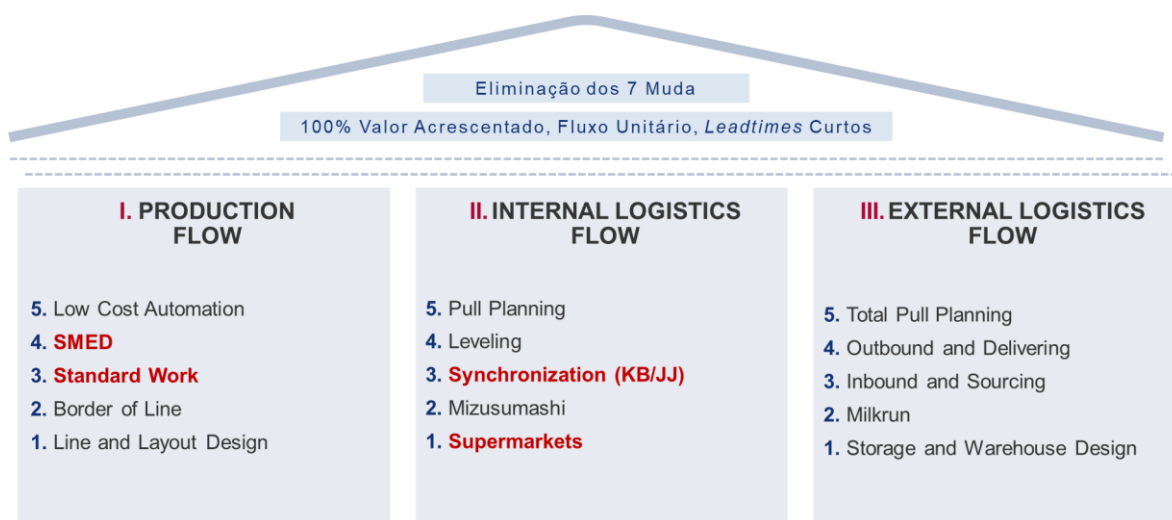 Eliminação dos 7 Muda
100% Valor Acrescentado, Fluxo Unitário, Leadtimes Curtos
I. PRODUCTION
FLOW
5. Low Cost Automation
4. SMED
3. Standard Work
2. Border of Line
1. Line and Layout Design
II. INTERNAL LOGISTICS
FLOW
5. Pull Planning
4. Leveling
3. Synchronization (KB/JJ)
2. Mizusumashi
1. Supermarkets
III. EXTERNAL LOGISTICS
FLOW
5. Total Pull Planning
4. Outbound and Delivering
3. Inbound and Sourcing
2. Milkrun
1. Storage and Warehouse Design